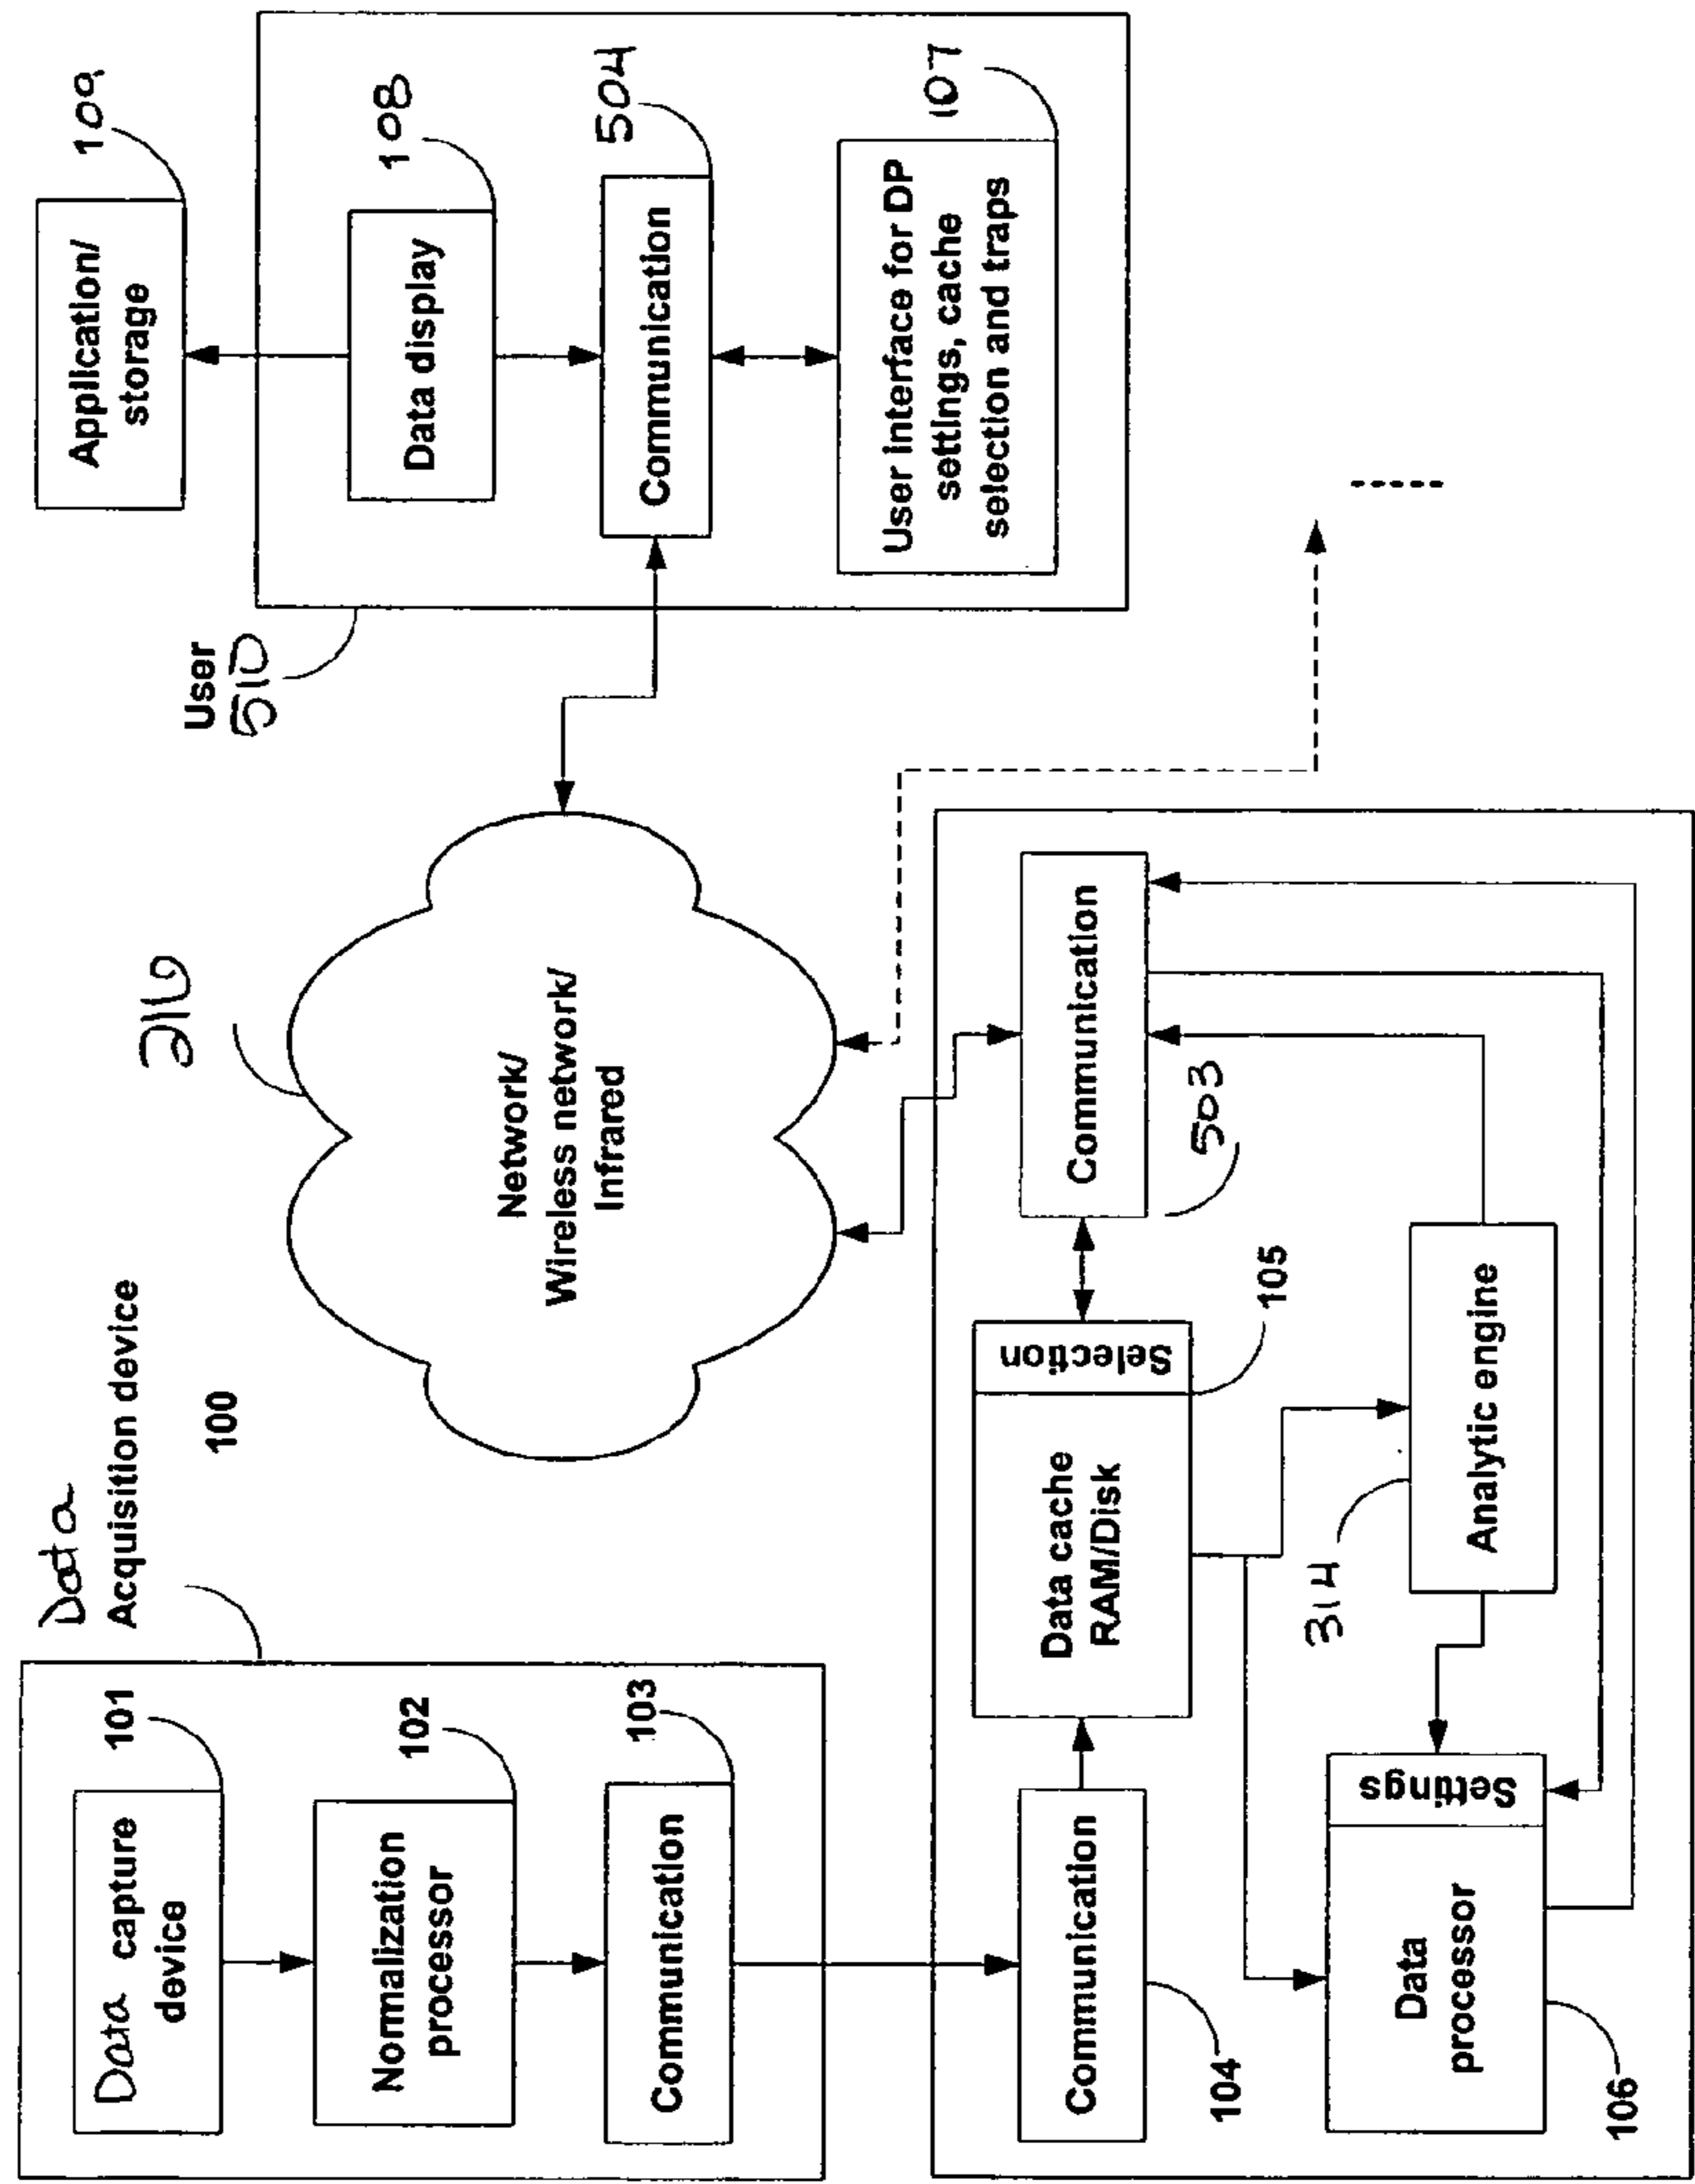 Data
Acquisition device
100
Data capture
device
101
Normalization
processor
102
Communication
103
Communication
104
Data cache
RAM/Disk
Selection
105
Communication
503
Data
processor
Settings
106
Analytic engine
314
Network/
Wireless network/
Infrared
216
User
510
Application/
storage
109
Data display
108
Communication
504
User interface for DP
settings, cache
selection and traps
107